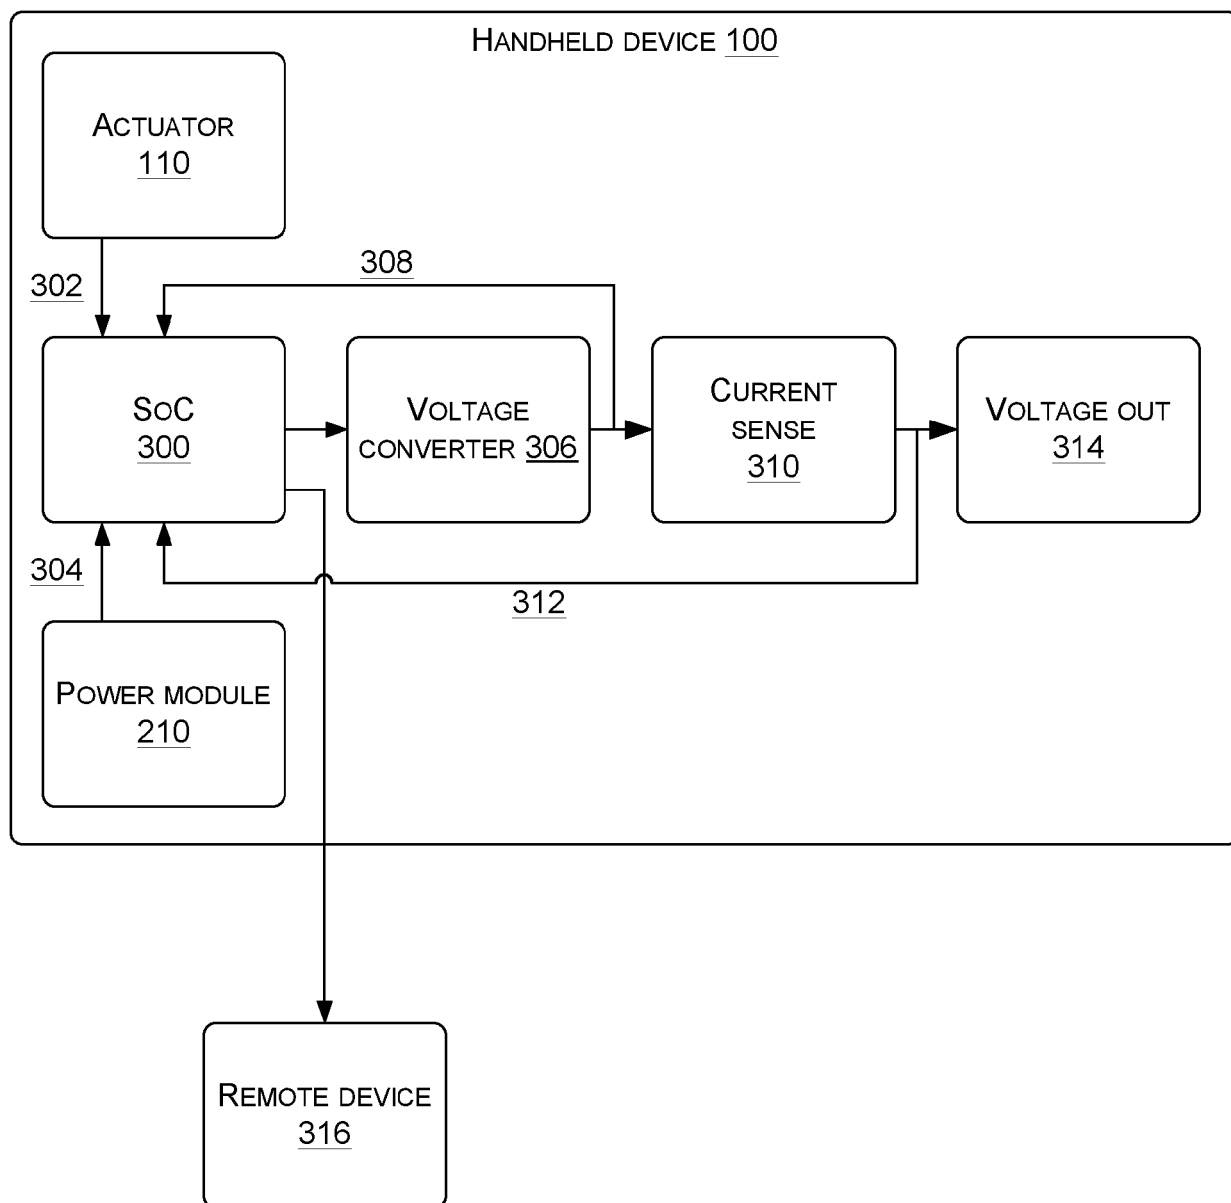 HANDHELD DEVICE 100
ACTUATOR
110
302
308
SOC
300
VOLTAGE
CONVERTER 306
CURRENT
SENSE
310
VOLTAGE OUT
314
304
312
POWER MODULE
210
REMOTE DEVICE
316